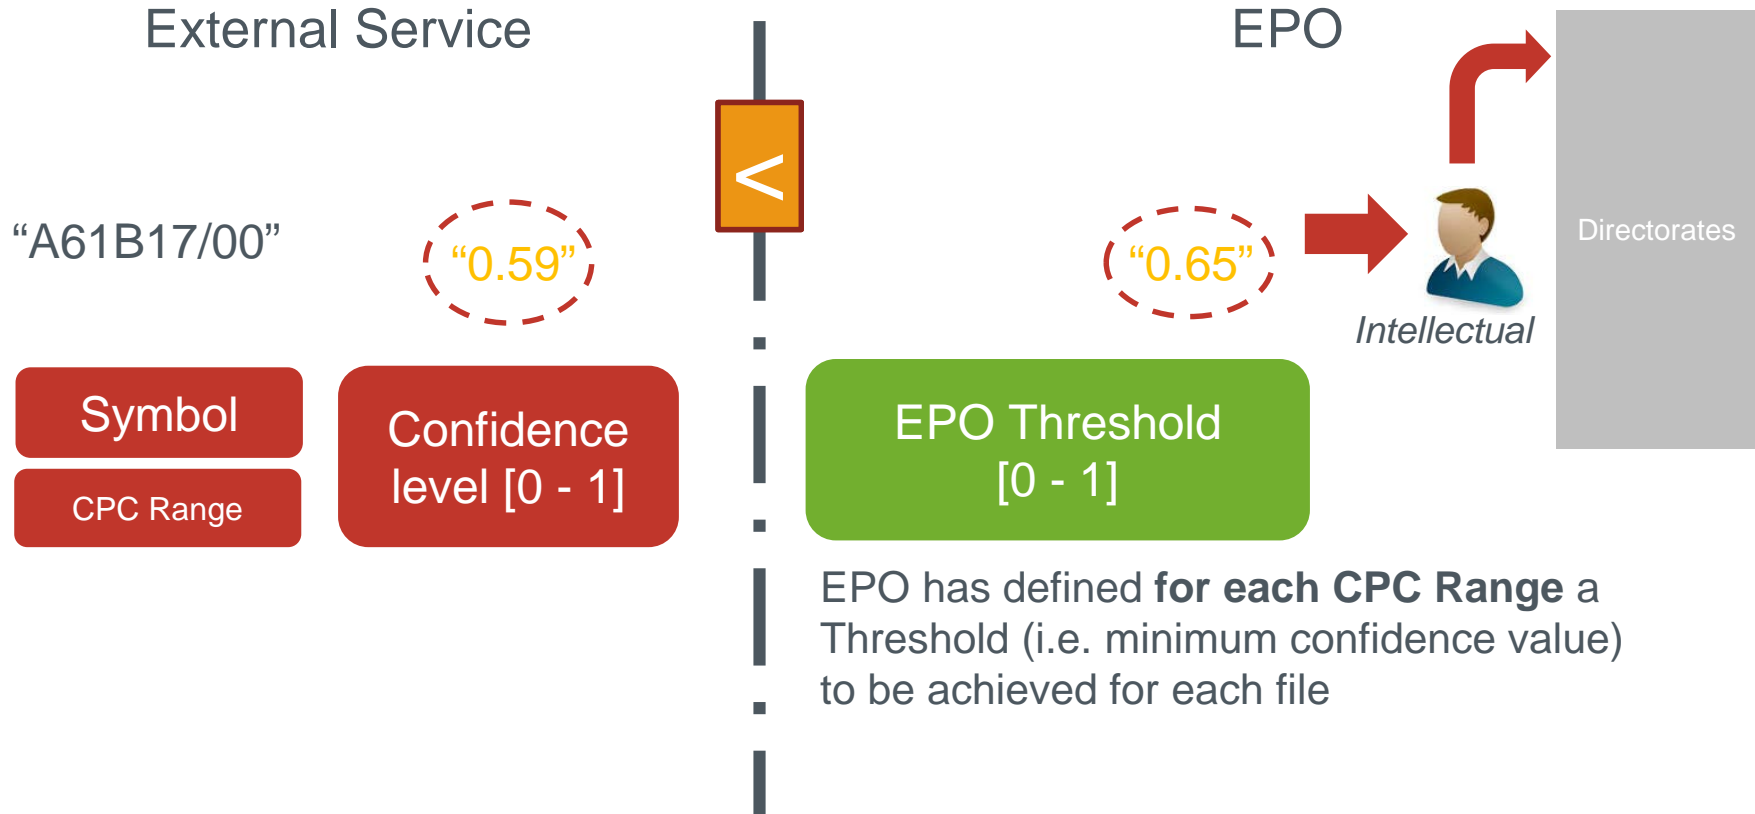 External Service
EPO
<
“A61B17/00”
“0.59”
“0.65”
Directorates
Intellectual
Symbol
CPC Range
Confidence
level [0 - 1]
EPO Threshold
[0 - 1]
EPO has defined for each CPC Range a
Threshold (i.e. minimum confidence value)
to be achieved for each file